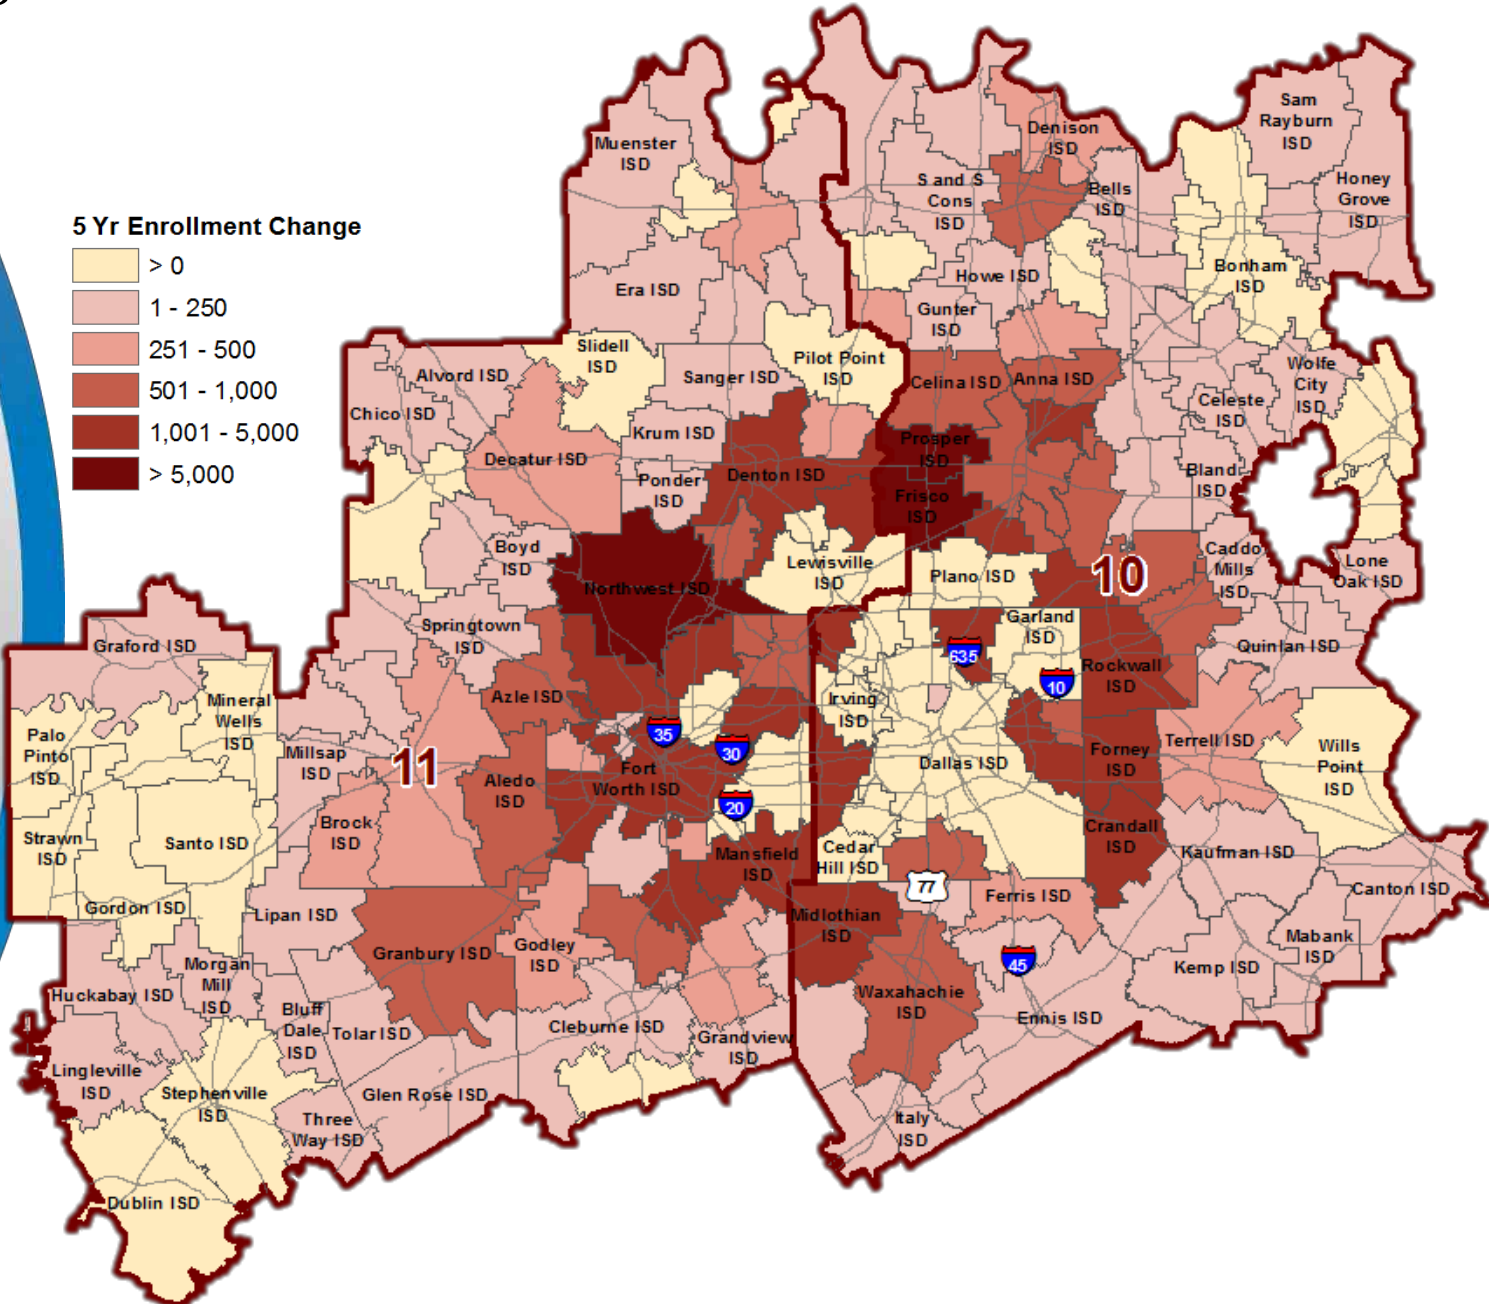 5 Yr Enrollment Change
> 0
1 - 250
251 - 500
501 - 1,000
1,001 - 5,000
> 5,000
Muenster
ISD
Era ISD
Slidell
ISD
Alvord ISD
Chico ISD
Decatur ISD
Sanger ISD
Krum ISD
Ponder
ISD
Pilot Point
ISD
Denton ISD
Boyd
ISD
Northwest ISD
Lewisville
ISD
Springtown
ISD
Azle ISD
Graford ISD
Mineral
Wells
ISD
Palo
Pinto
ISD
Millsap
ISD
11
Strawn
ISD
Santo ISD
Gordon ISD
Brock
ISD
Aledo
ISD
Fort
Worth ISD
35
30
20
Mansfield
ISD
Lipan ISD
Granbury ISD
Godley
ISD
Morgan
Mill
ISD
Huckabay ISD
Bluff
Dale
ISD
Tolar ISD
Cleburne ISD
Grandview
ISD
Lingleville
ISD
Stephenville
ISD
Three
Way ISD
Glen Rose ISD
Dublin ISD
Denison
ISD
S and S
Cons
ISD
Bells
ISD
Sam
Rayburn
ISD
Honey
Grove
ISD
Bonham
ISD
Howe ISD
Gunter
ISD
Celina ISD
Anna ISD
Wolfe
City
ISD
Celeste
ISD
Prosper
ISD
Frisco
ISD
Bland
ISD
Plano ISD
10
Caddo
Mills
ISD
Lone
Oak ISD
Garland
ISD
635
10
Rockwall
ISD
Quinlan ISD
Irving
ISD
Dallas ISD
Forney
ISD
Terrell ISD
Wills
Point
ISD
Cedar
Hill ISD
Crandall
ISD
Kaufman ISD
Canton ISD
77
Ferris ISD
Midlothian
ISD
45
Mabank
ISD
Kemp ISD
Waxahachie
ISD
Ennis ISD
Italy
ISD